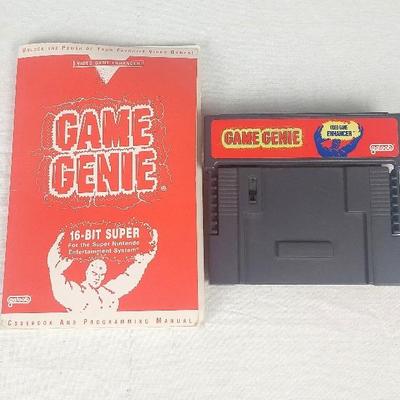 UNLOCK THE POWER OF YOUR FAVORITE VIDEO GAMES!
VIDEO GAME ENHANCER
GAME
GENIE®
16-BIT SUPER
For the Super Nintendo
Entertainment System®
galoob
CODEBOOK AND PROGRAMMING MANUAL
GAME GENIE
VIDEO GAME
ENHANCER
galoob